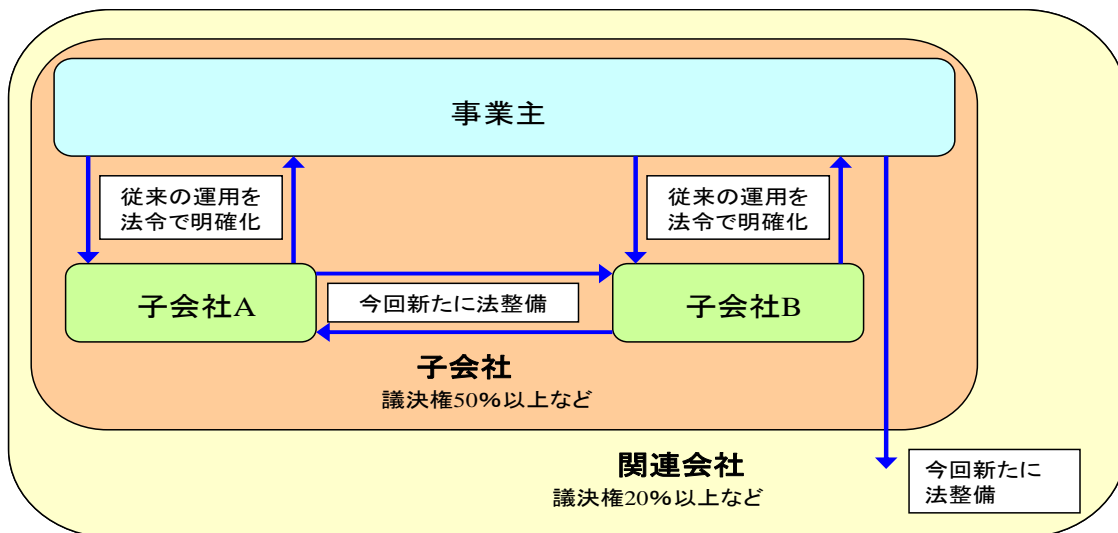 事業主
従来の運用を
法令で明確化
従来の運用を
法令で明確化
子会社A
今回新たに法整備
子会社B
子会社
議決権50%以上など
関連会社
議決権20%以上など
今回新たに
法整備